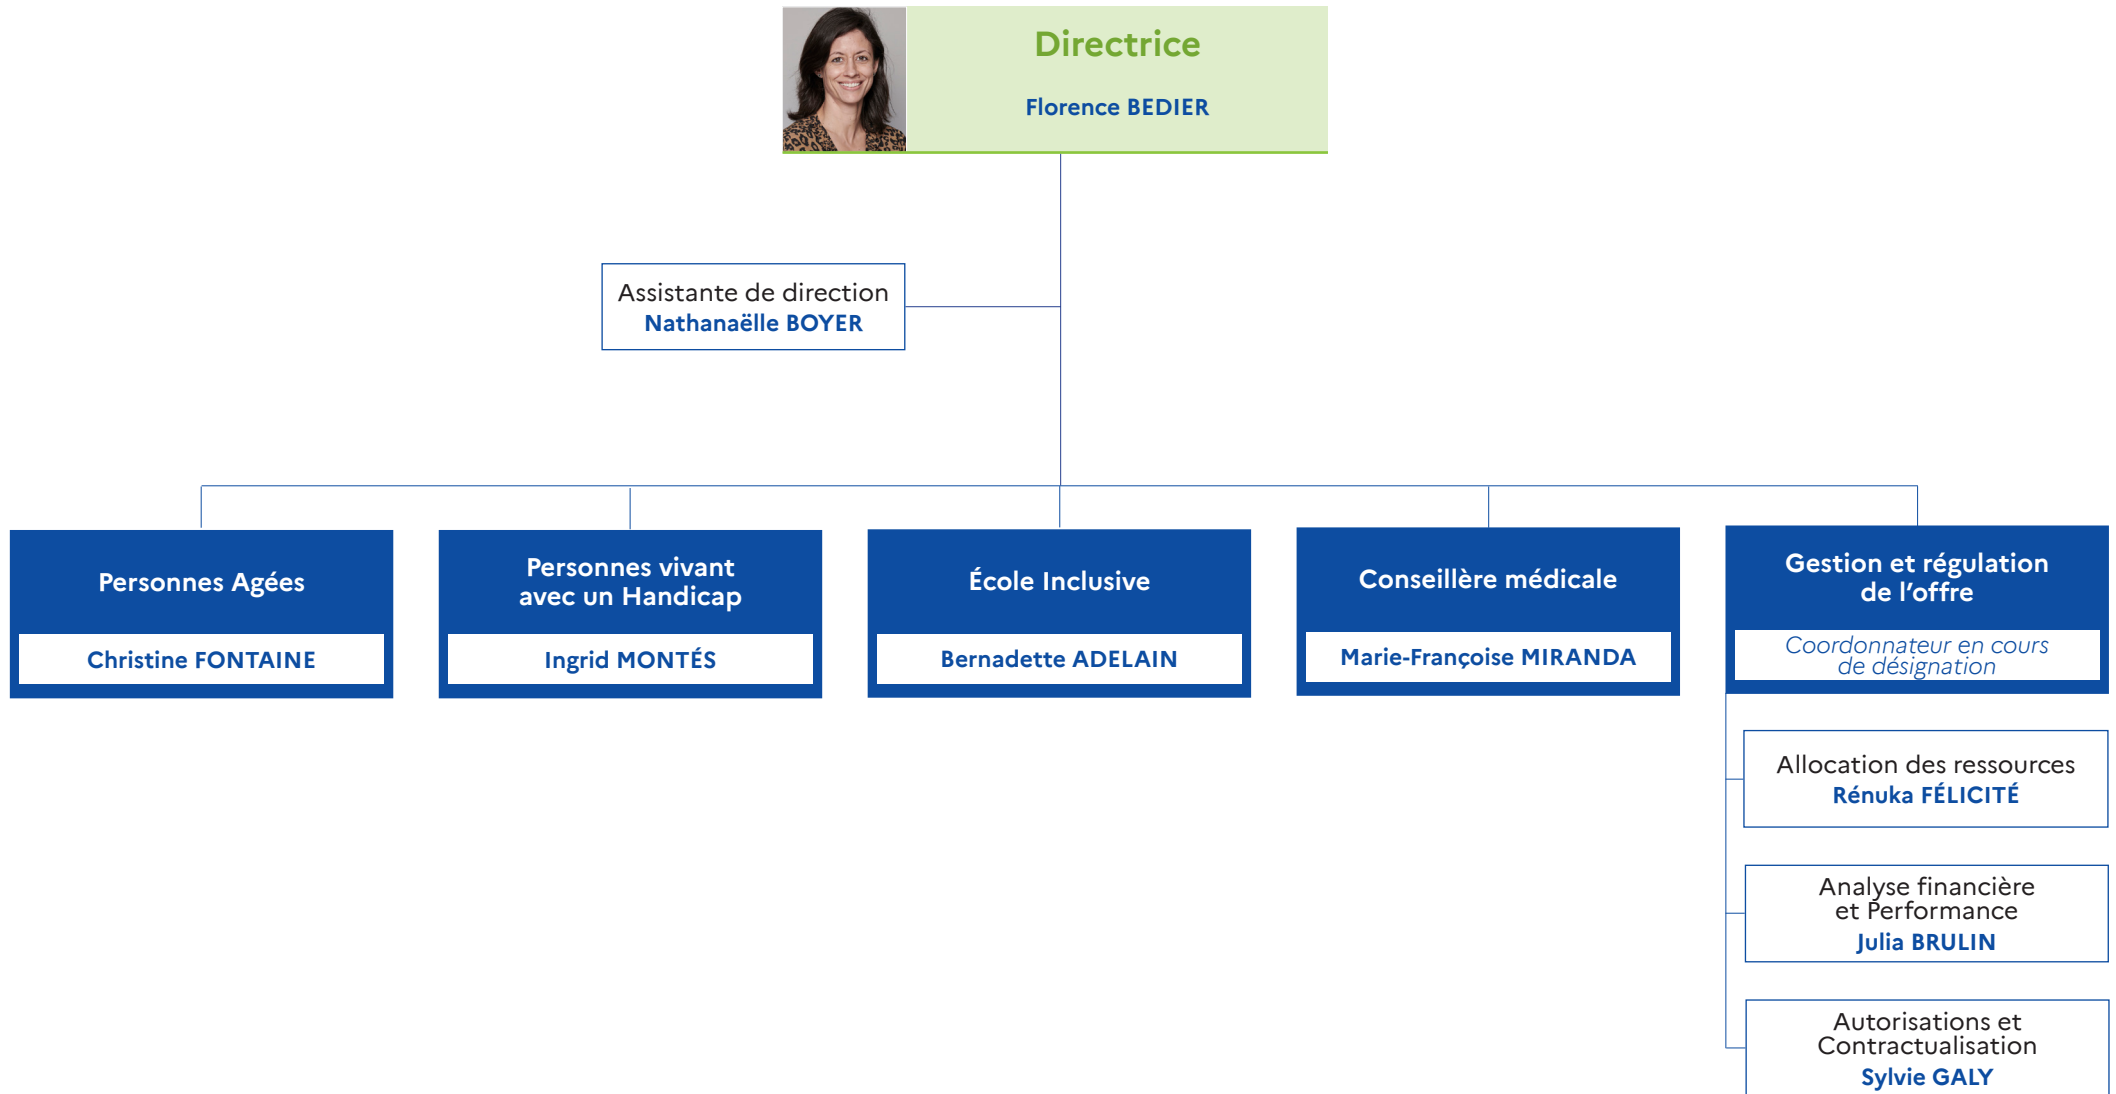 Directrice
Florence BEDIER
Assistante de direction
Nathanaëlle BOYER
Personnes Agées
Christine FONTAINE
Personnes vivant
avec un Handicap
Ingrid MONTÉS
École Inclusive
Bernadette ADELAIN
Conseillère médicale
Marie-Françoise MIRANDA
Gestion et régulation
de l’offre
Coordonnateur en cours
de désignation
Allocation des ressources
Rénuka FÉLICITÉ
Analyse financière
et Performance
Julia BRULIN
Autorisations et
Contractualisation
Sylvie GALY